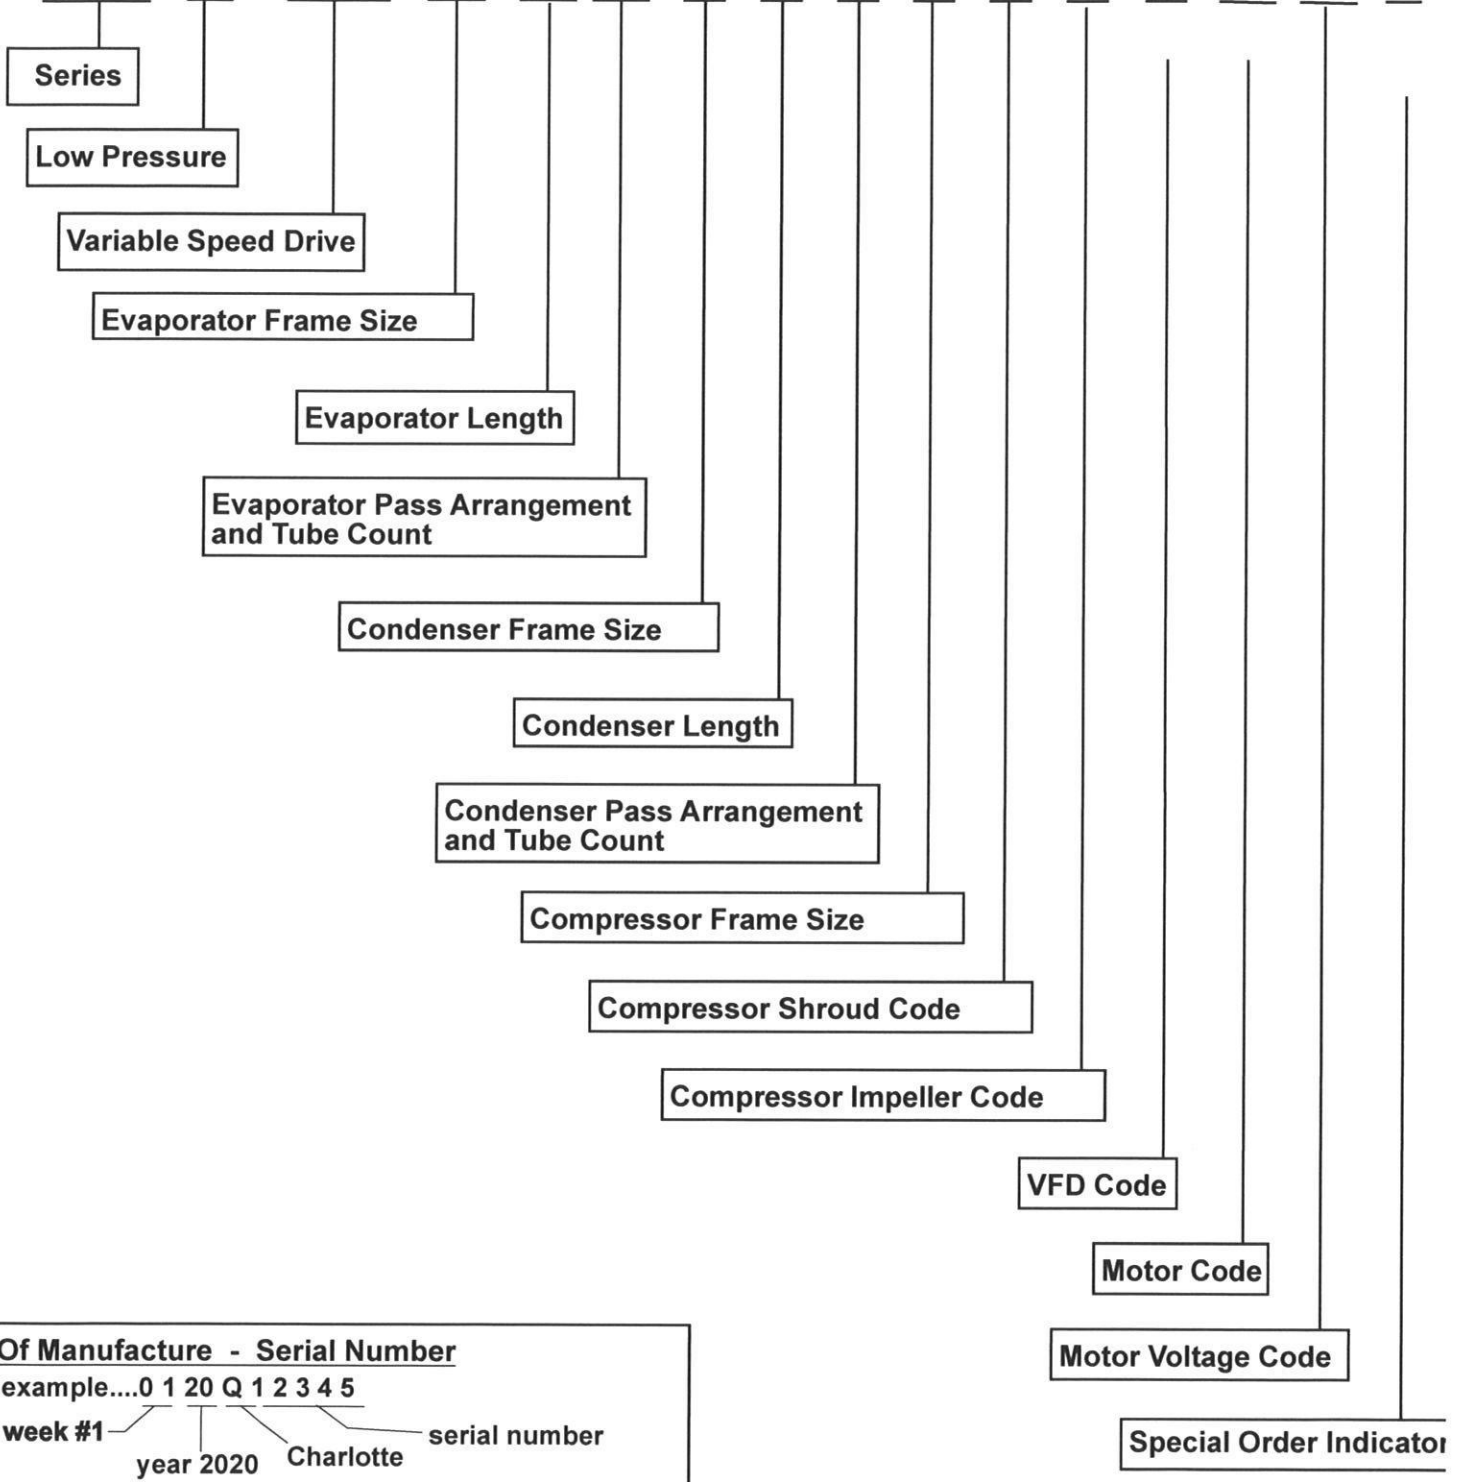 Series
Low Pressure
Variable Speed Drive
Evaporator Frame Size
Evaporator Length
Evaporator Pass Arrangement
and Tube Count
Condenser Frame Size
Condenser Length
Condenser Pass Arrangement
and Tube Count
Compressor Frame Size
Compressor Shroud Code
Compressor Impeller Code
VFD Code
Motor Code
Motor Voltage Code
Special Order Indicator
Of Manufacture - Serial Number
example....0 1 20 Q 1 2 3 4 5
week #1
year 2020
Charlotte
serial number